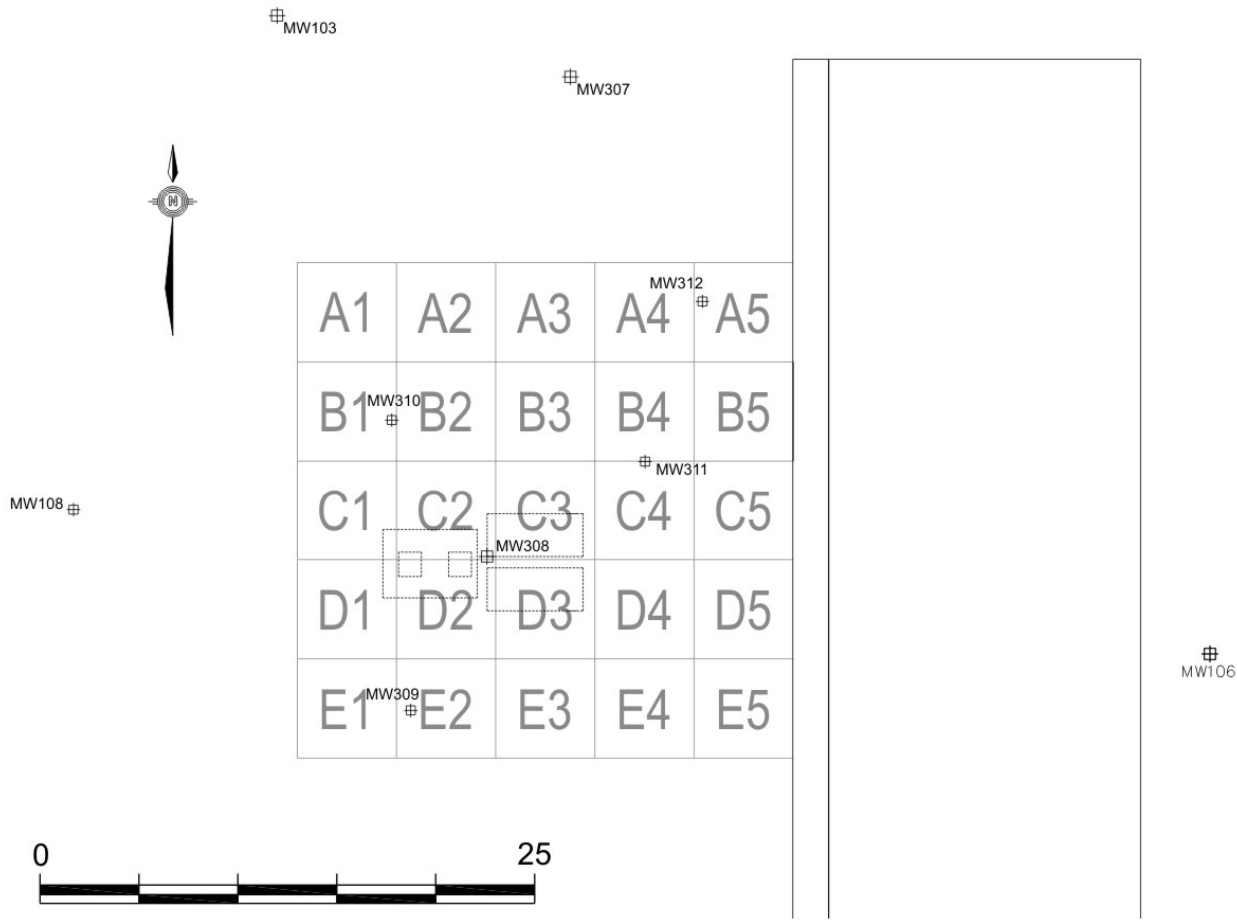 MW103
MW307
N
MW312
A1 A2 A3 A4 A5
MW310
B1 B2 B3 B4 B5
MW311
MW108
C1 C2 C3 C4 C5
MW308
D1 D2 D3 D4 D5
MW106
MW309
E1 E2 E3 E4 E5
0 25